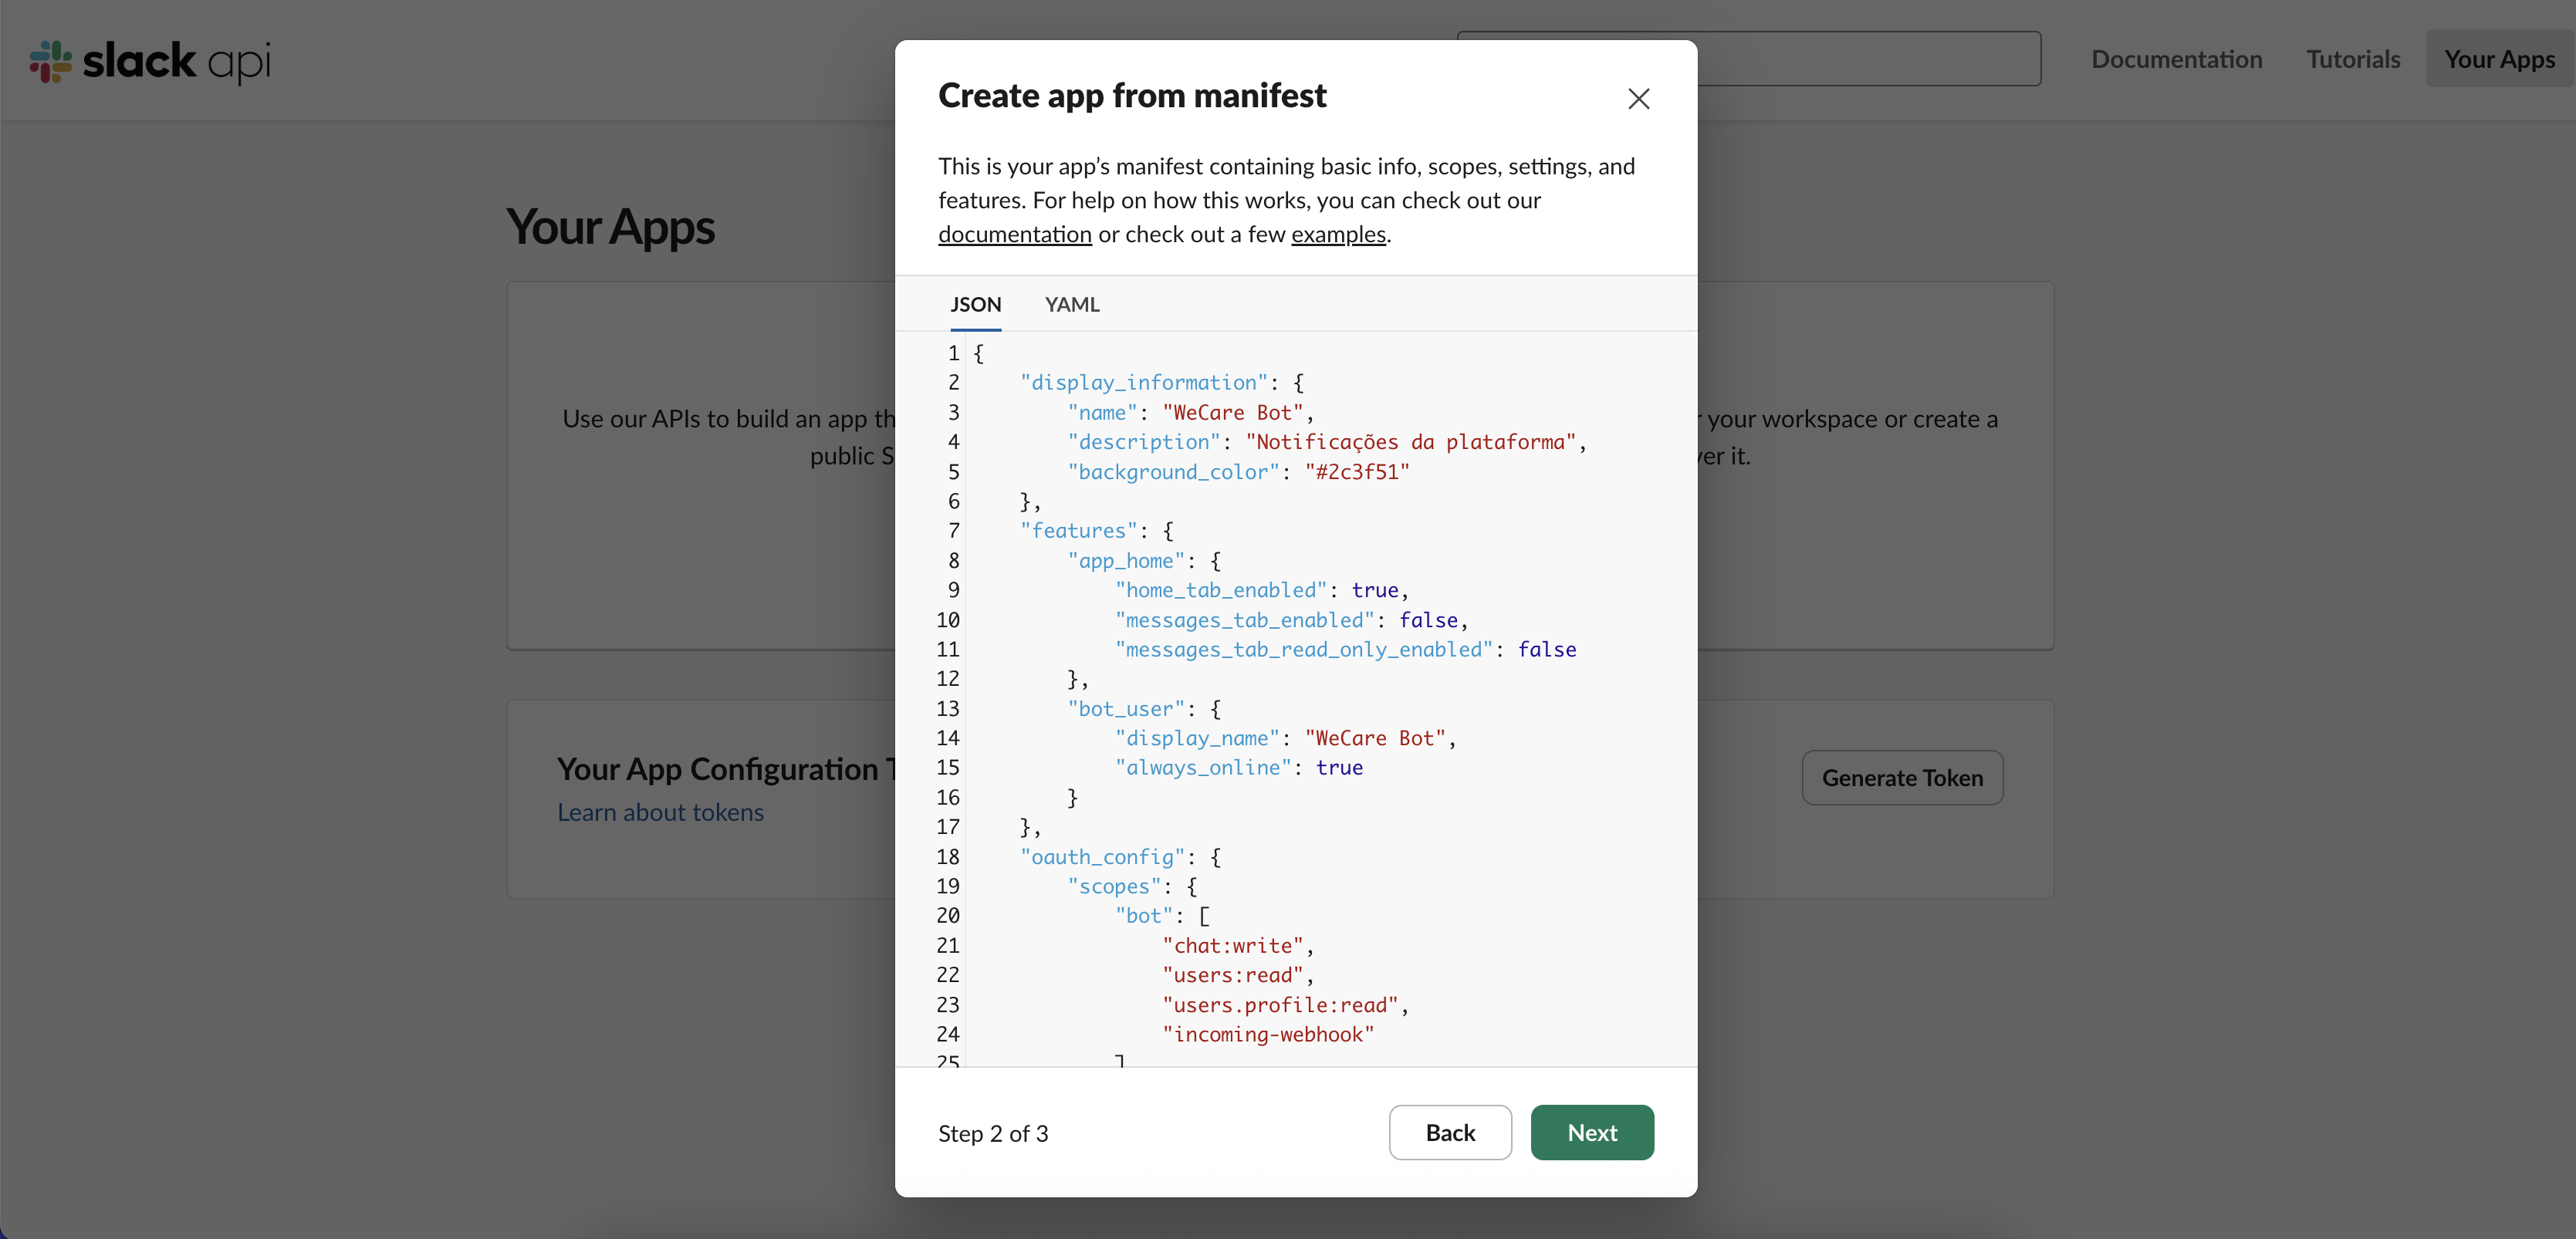 slack api
Documentation
Tutorials
Your Apps
Create app from manifest
This is your app’s manifest containing basic info, scopes, settings, and
features. For help on how this works, you can check out our
documentation or check out a few examples.
Your Apps
Use our APIs to build an app th
r your workspace or create a
public S
ver it.
JSON
YAML
1 {
2     "display_information": {
3         "name": "WeCare Bot",
4         "description": "Notificações da plataforma",
5         "background_color": "#2c3f51"
6     },
7     "features": {
8         "app_home": {
9             "home_tab_enabled": true,
10             "messages_tab_enabled": false,
11             "messages_tab_read_only_enabled": false
12         },
13         "bot_user": {
14             "display_name": "WeCare Bot",
15             "always_online": true
16         }
17     },
18     "oauth_config": {
19         "scopes": {
20             "bot": [
21                 "chat:write",
22                 "users:read",
23                 "users.profile:read",
24                 "incoming-webhook"
25             ]
Your App Configuration T
Learn about tokens
Generate Token
Step 2 of 3
Back
Next